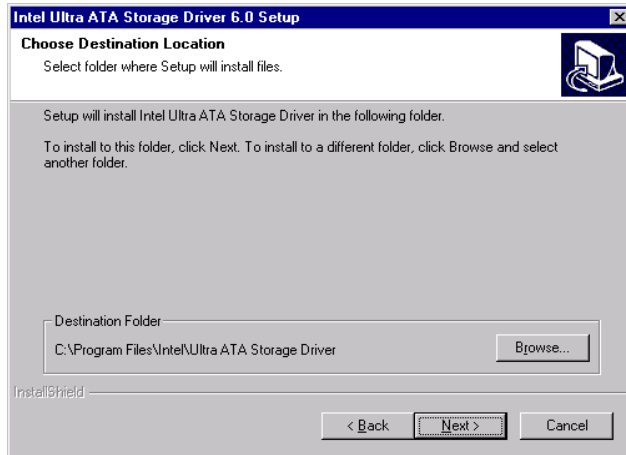 Intel Ultra ATA Storage Driver 6.0 Setup
Choose Destination Location
Select folder where Setup will install files.
Setup will install Intel Ultra ATA Storage Driver in the following folder.
To install to this folder, click Next. To install to a different folder, click Browse and select
another folder.
Destination Folder
C:\Program Files\Intel\Ultra ATA Storage Driver
Browse...
InstallShield
< Back
Next >
Cancel